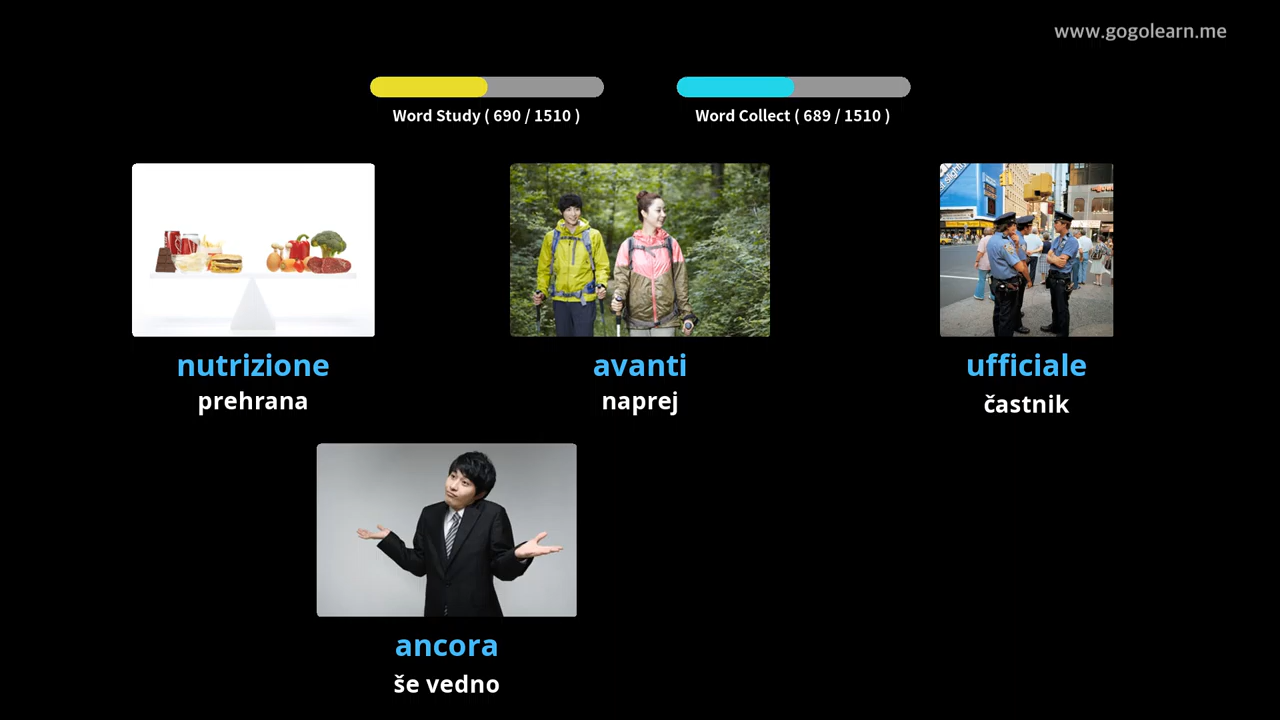 www.gogolearn.me
Word Study ( 690 / 1510 )
Word Collect ( 689 / 1510 )
nutrizione
prehrana
avanti
naprej
ufficiale
častnik
ancora
še vedno